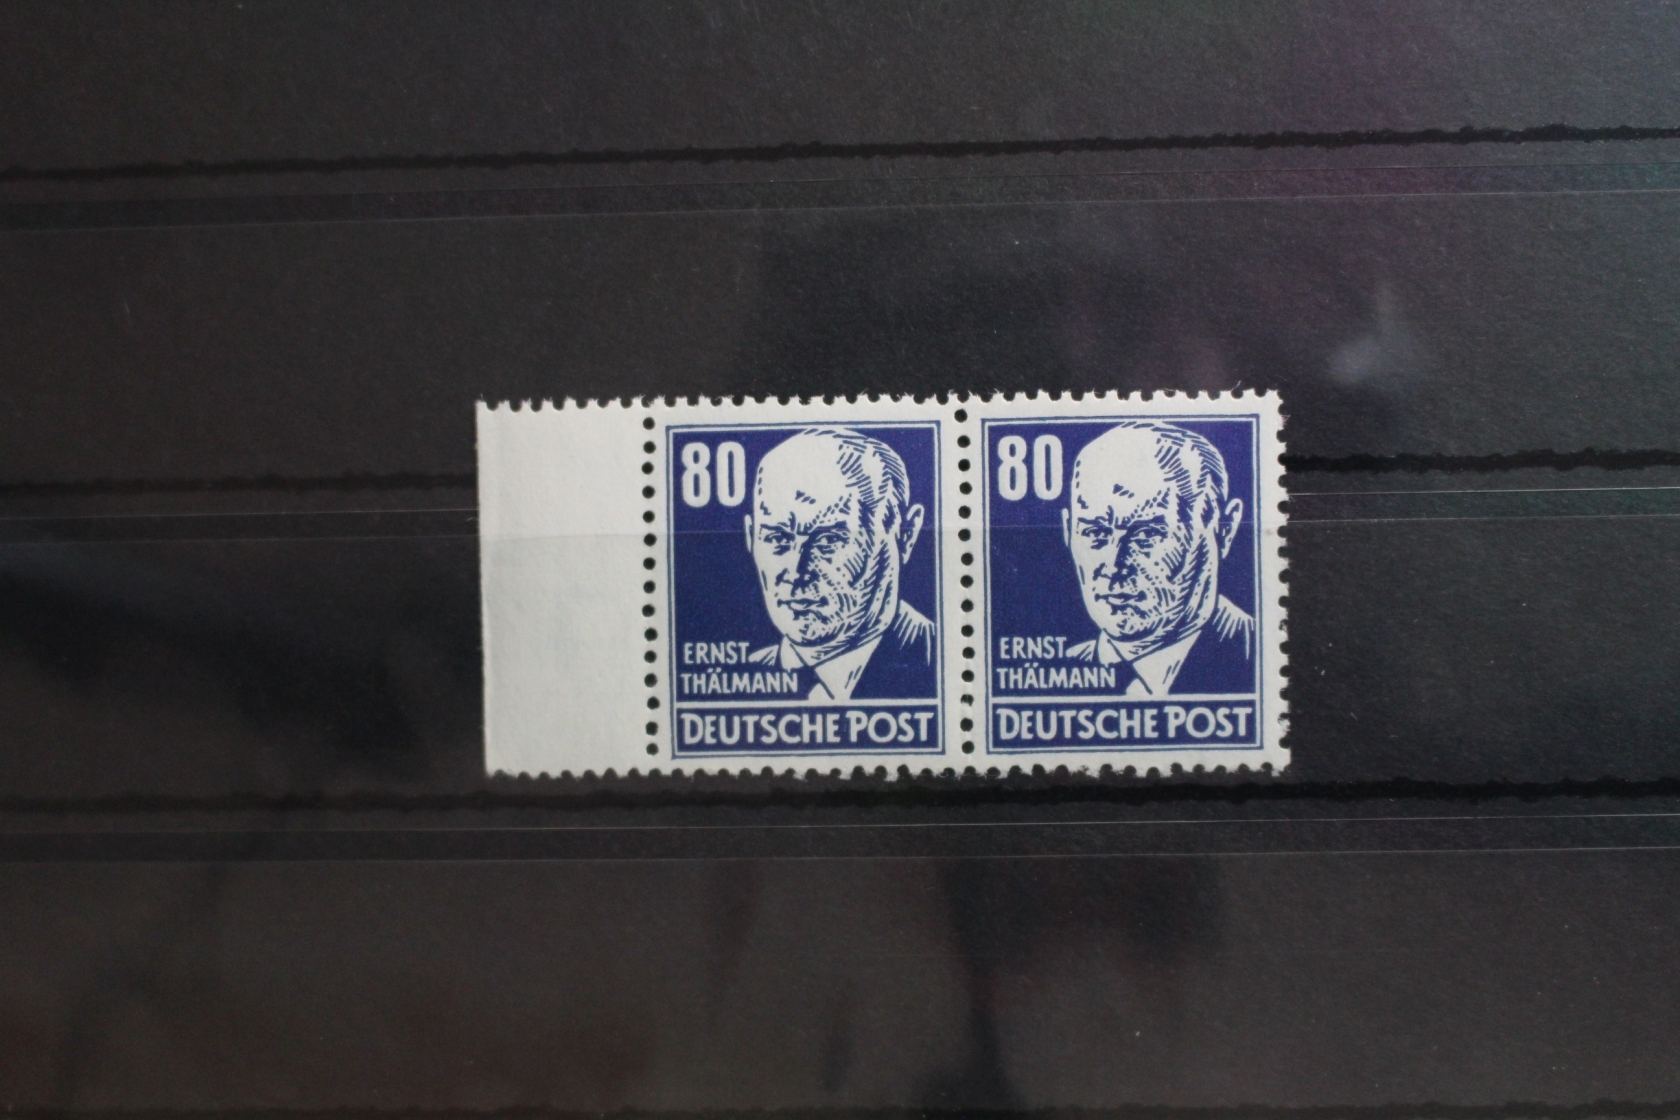 80
ERNST
THÄLMANN
DEUTSCHE POST
80
ERNST
THÄLMANN
DEUTSCHE POST